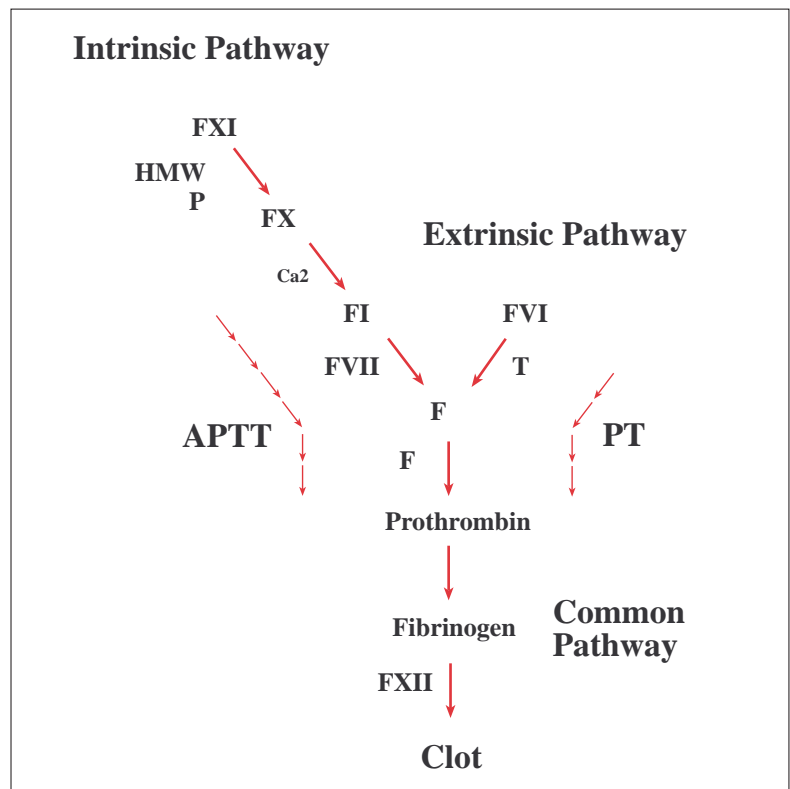 Intrinsic Pathway
FXI
HMW
P
FX
Extrinsic Pathway
Ca2
FI
FVI
FVII
T
F
APTT
PT
F
Prothrombin
Fibrinogen
Common
Pathway
FXII
Clot